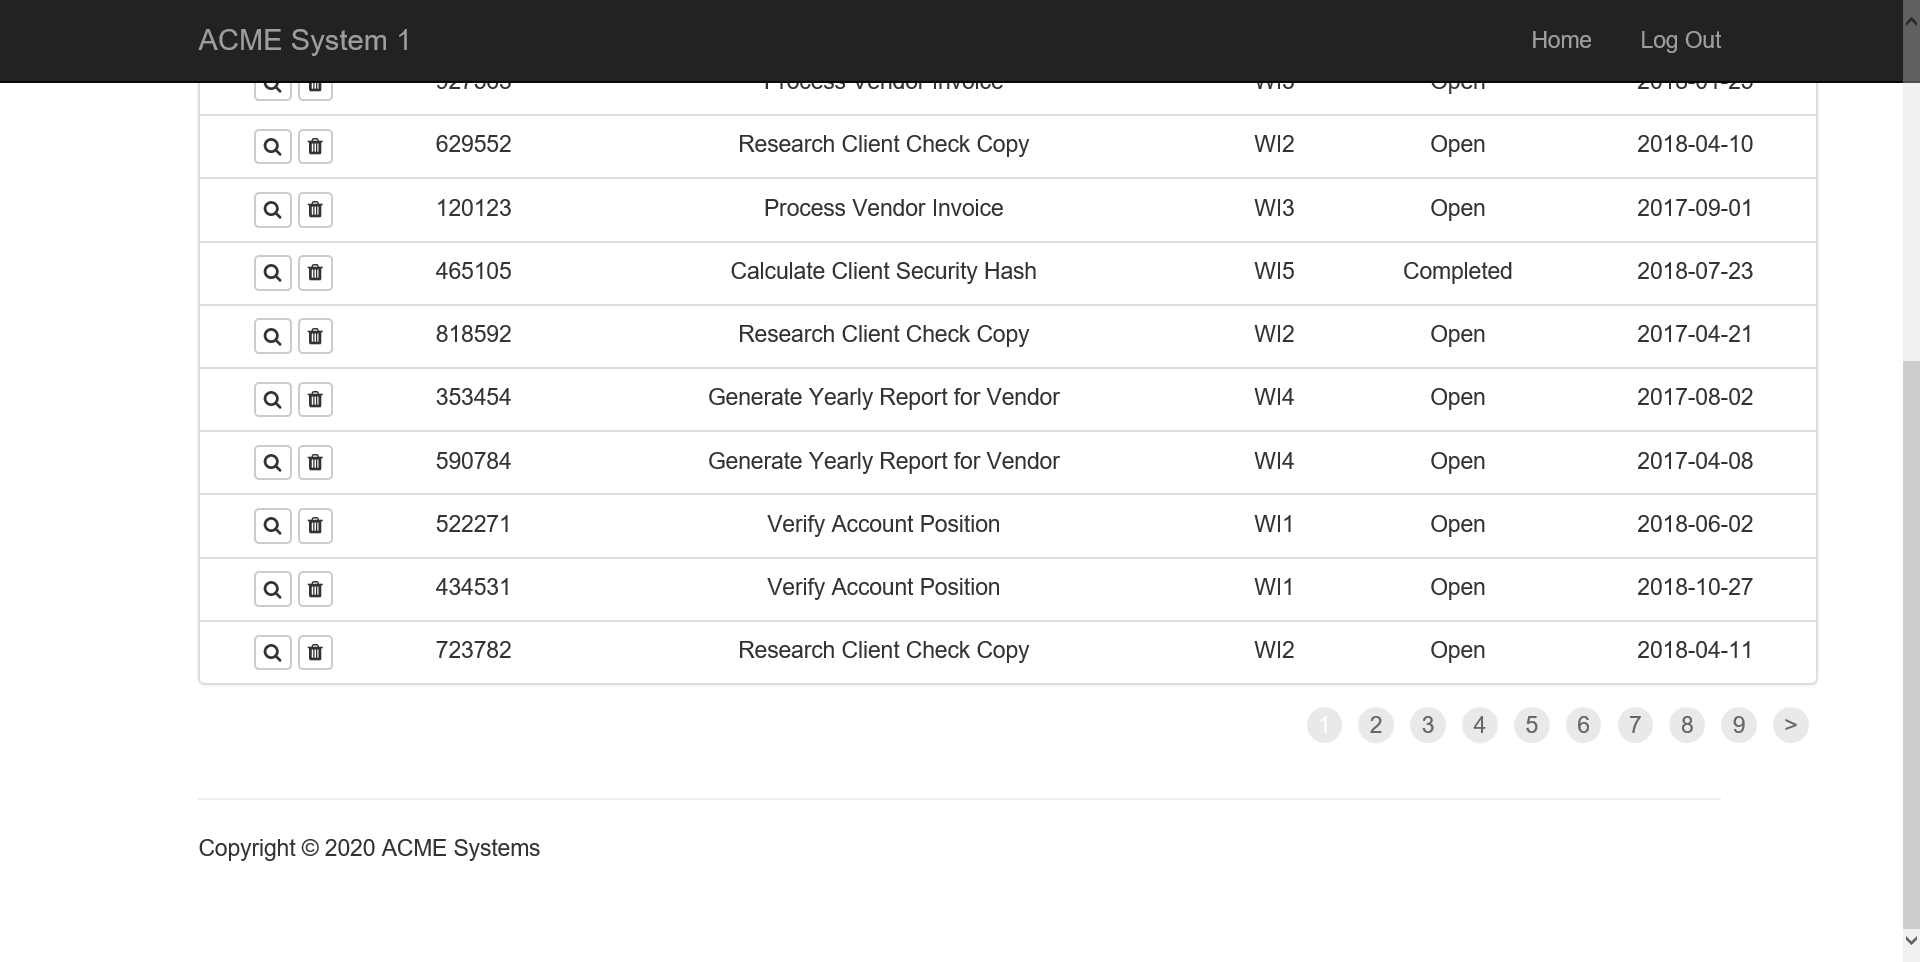 ACME System 1 Home Log Out
Process Vendor Invoice WI3 Open 2018-01-25
629552 Research Client Check Copy WI2 Open 2018-04-10
120123 Process Vendor Invoice WI3 Open 2017-09-01
465105 Calculate Client Security Hash WI5 Completed 2018-07-23
818592 Research Client Check Copy WI2 Open 2017-04-21
353454 Generate Yearly Report for Vendor WI4 Open 2017-08-02
590784 Generate Yearly Report for Vendor WI4 Open 2017-04-08
522271 Verify Account Position WI1 Open 2018-06-02
434531 Verify Account Position WI1 Open 2018-10-27
723782 Research Client Check Copy WI2 Open 2018-04-11
1 2 3 4 5 6 7 8 9 >
Copyright © 2020 ACME Systems